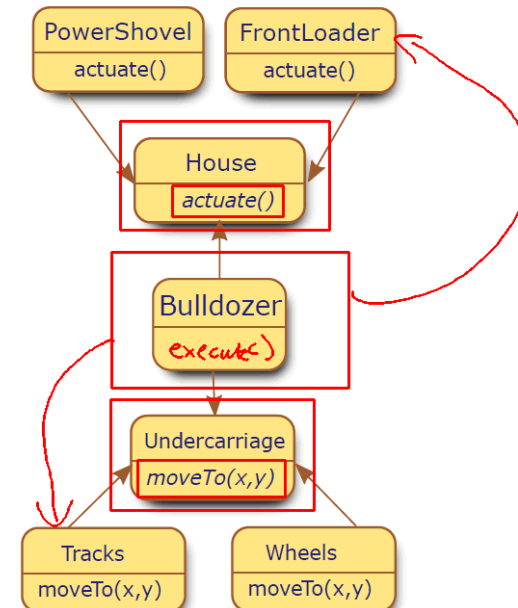 PowerShovel
actuate()
FrontLoader
actuate()
House
actuate()
Bulldozer
execute()
Undercarriage
moveTo(x,y)
Tracks
moveTo(x,y)
Wheels
moveTo(x,y)